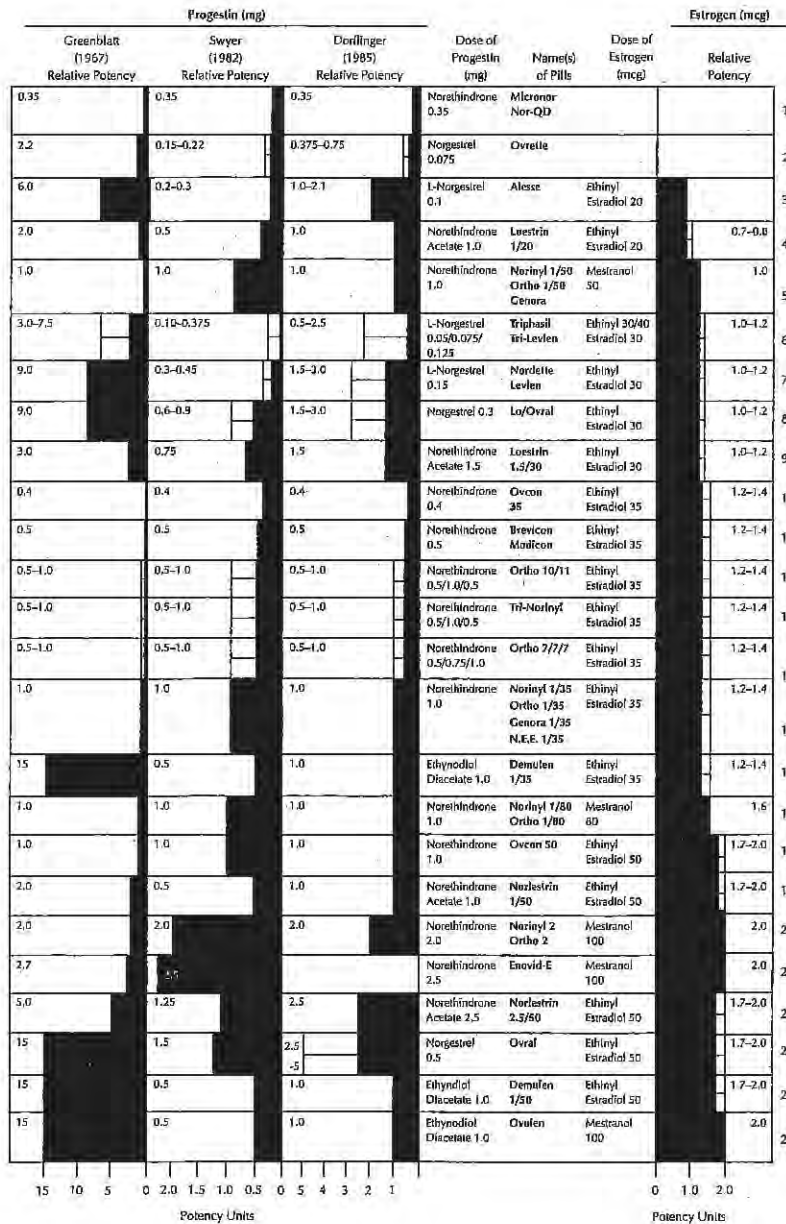 Progestin (mg) Estrogen (mcg)
Greenblatt Swyer Dorflinger Dose of Dose of
(1967) (1982) (1985) Progestin Name(s) Estrogen Relative
Relative Potency Relative Potency Relative Potency (mg) of Pills (mcg) Potency
0.35 0.35 0.35 Norethindrone Micronor 1
0.35 Nor-QD
2.2 0.15–0.22 0.375–0.75 Norgestrel Ovrette 2
0.075
6.0 0.2–0.3 1.0–2.1 L-Norgestrel Alesse Ethinyl 3
0.1 Estradiol 20
2.0 0.5 1.0 Norethindrone Loestrin Ethinyl 0.7–0.8 4
Acetate 1.0 1/20 Estradiol 20
1.0 1.0 1.0 Norethindrone Norinyl 1/50 Mestranol 1.0
1.0 Ortho 1/50 50
Genora 5
3.0–7.5 0.10–0.375 0.5–2.5 L-Norgestrel Triphasil Ethinyl 30/40 1.0–1.2
0.05/0.075/ Tri-Levlen Estradiol 30 6
0.125
9.0 0.3–0.45 1.5–3.0 L-Norgestrel Nordette Ethinyl 1.0–1.2 7
0.15 Levlen Estradiol 30
9.0 0.6–0.9 1.5–3.0 Norgestrel 0.3 Lo/Ovral Ethinyl 1.0–1.2 8
Estradiol 30
3.0 0.75 1.5 Norethindrone Loestrin Ethinyl 1.0–1.2 9
Acetate 1.5 1.5/30 Estradiol 30
0.4 0.4 0.4 Norethindrone Ovcon Ethinyl 1.2–1.4 1
0.4 35 Estradiol 35
0.5 0.5 0.5 Norethindrone Brevicon Ethinyl 1.2–1.4 1
0.5 Modicon Estradiol 35
0.5–1.0 0.5–1.0 0.5–1.0 Norethindrone Ortho 10/11 Ethinyl 1.2–1.4 1
0.5/1.0/0.5 Estradiol 35
0.5–1.0 0.5–1.0 0.5–1.0 Norethindrone Tri-Norinyl Ethinyl 1.2–1.4 1
0.5/1.0/0.5 Estradiol 35
0.5–1.0 0.5–1.0 0.5–1.0 Norethindrone Ortho 7/7/7 Ethinyl 1.2–1.4 1
0.5/0.75/1.0 Estradiol 35
1.0 1.0 1.0 Norethindrone Norinyl 1/35 Ethinyl 1.2–1.4
1.0 Ortho 1/35 Estradiol 35
Genora 1/35
N.E.E. 1/35 1
15 0.5 1.0 Ethynodiol Demulen Ethinyl 1.2–1.4 1
Diacetate 1.0 1/35 Estradiol 35
1.0 1.0 1.0 Norethindrone Norinyl 1/80 Mestranol 1.6 1
1.0 Ortho 1/80 80
1.0 1.0 1.0 Norethindrone Ovcon 50 Ethinyl 1.7–2.0 1
1.0 Estradiol 50
2.0 0.5 1.0 Norethindrone Norlestrin Ethinyl 1.7–2.0 1
Acetate 1.0 1/50 Estradiol 50
2.0 2.0 2.0 Norethindrone Norinyl 2 Mestranol 2.0 2
2.0 Ortho 2 100
2.7 2.5 Norethindrone Enovid-E Mestranol 2.0 2
2.5 100
5.0 1.25 2.5 Norethindrone Norlestrin Ethinyl 1.7–2.0 2
Acetate 2.5 2.5/50 Estradiol 50
15 1.5 2.5 Norgestrel Ovral Ethinyl 1.7–2.0 2
-5 0.5 Estradiol 50
15 0.5 1.0 Ethyndiol Demulen Ethinyl 1.7–2.0 2
Diacetate 1.0 1/50 Estradiol 50
15 0.5 1.0 Ethynodiol Ovulen Mestranol 2.0 2
Diacetate 1.0 100
15 10 5 0 2.0 1.5 1.0 0.5 0 5 4 3 2 1 0 1.0 2.0
Potency Units Potency Units Potency Units